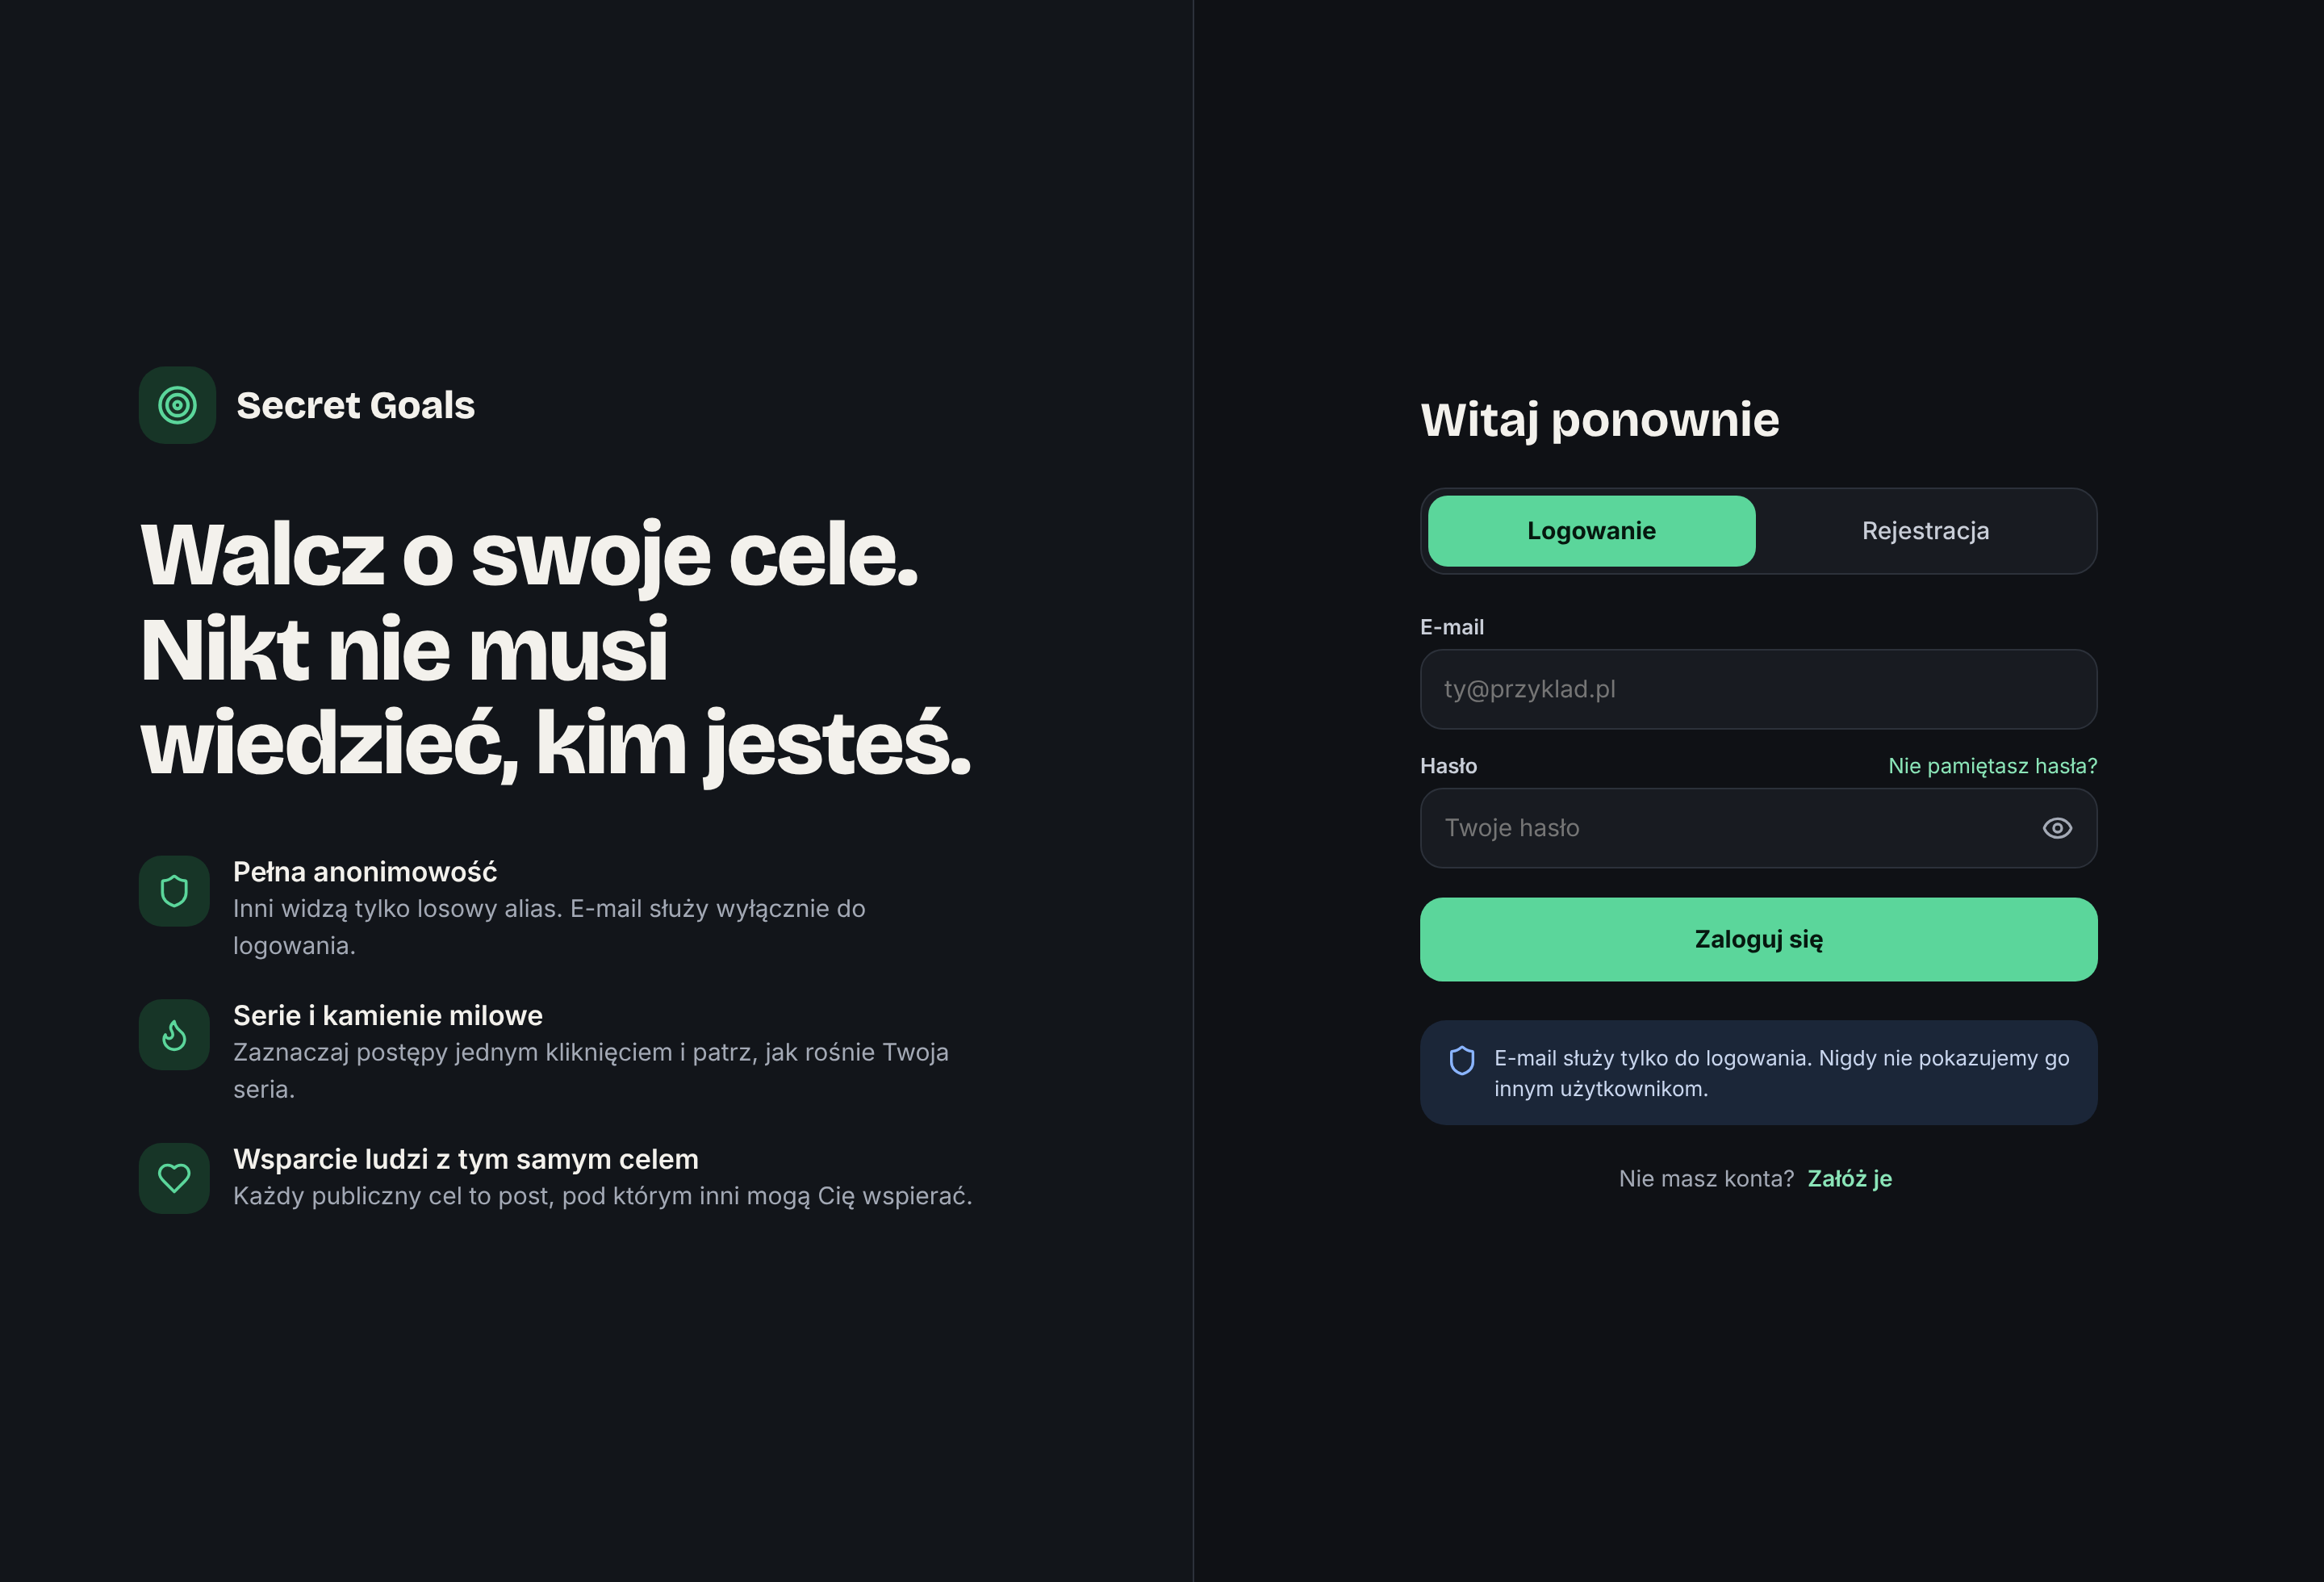 Secret Goals
Walcz o swoje cele.
Nikt nie musi
wiedzieć, kim jesteś.
Pełna anonimowość
Inni widzą tylko losowy alias. E-mail służy wyłącznie do
logowania.
Serie i kamienie milowe
Zaznaczaj postępy jednym kliknięciem i patrz, jak rośnie Twoja
seria.
Wsparcie ludzi z tym samym celem
Każdy publiczny cel to post, pod którym inni mogą Cię wspierać.
Witaj ponownie
Logowanie Rejestracja
E-mail
ty@przyklad.pl
Hasło Nie pamiętasz hasła?
Twoje hasło
Zaloguj się
E-mail służy tylko do logowania. Nigdy nie pokazujemy go
innym użytkownikom.
Nie masz konta? Załóż je